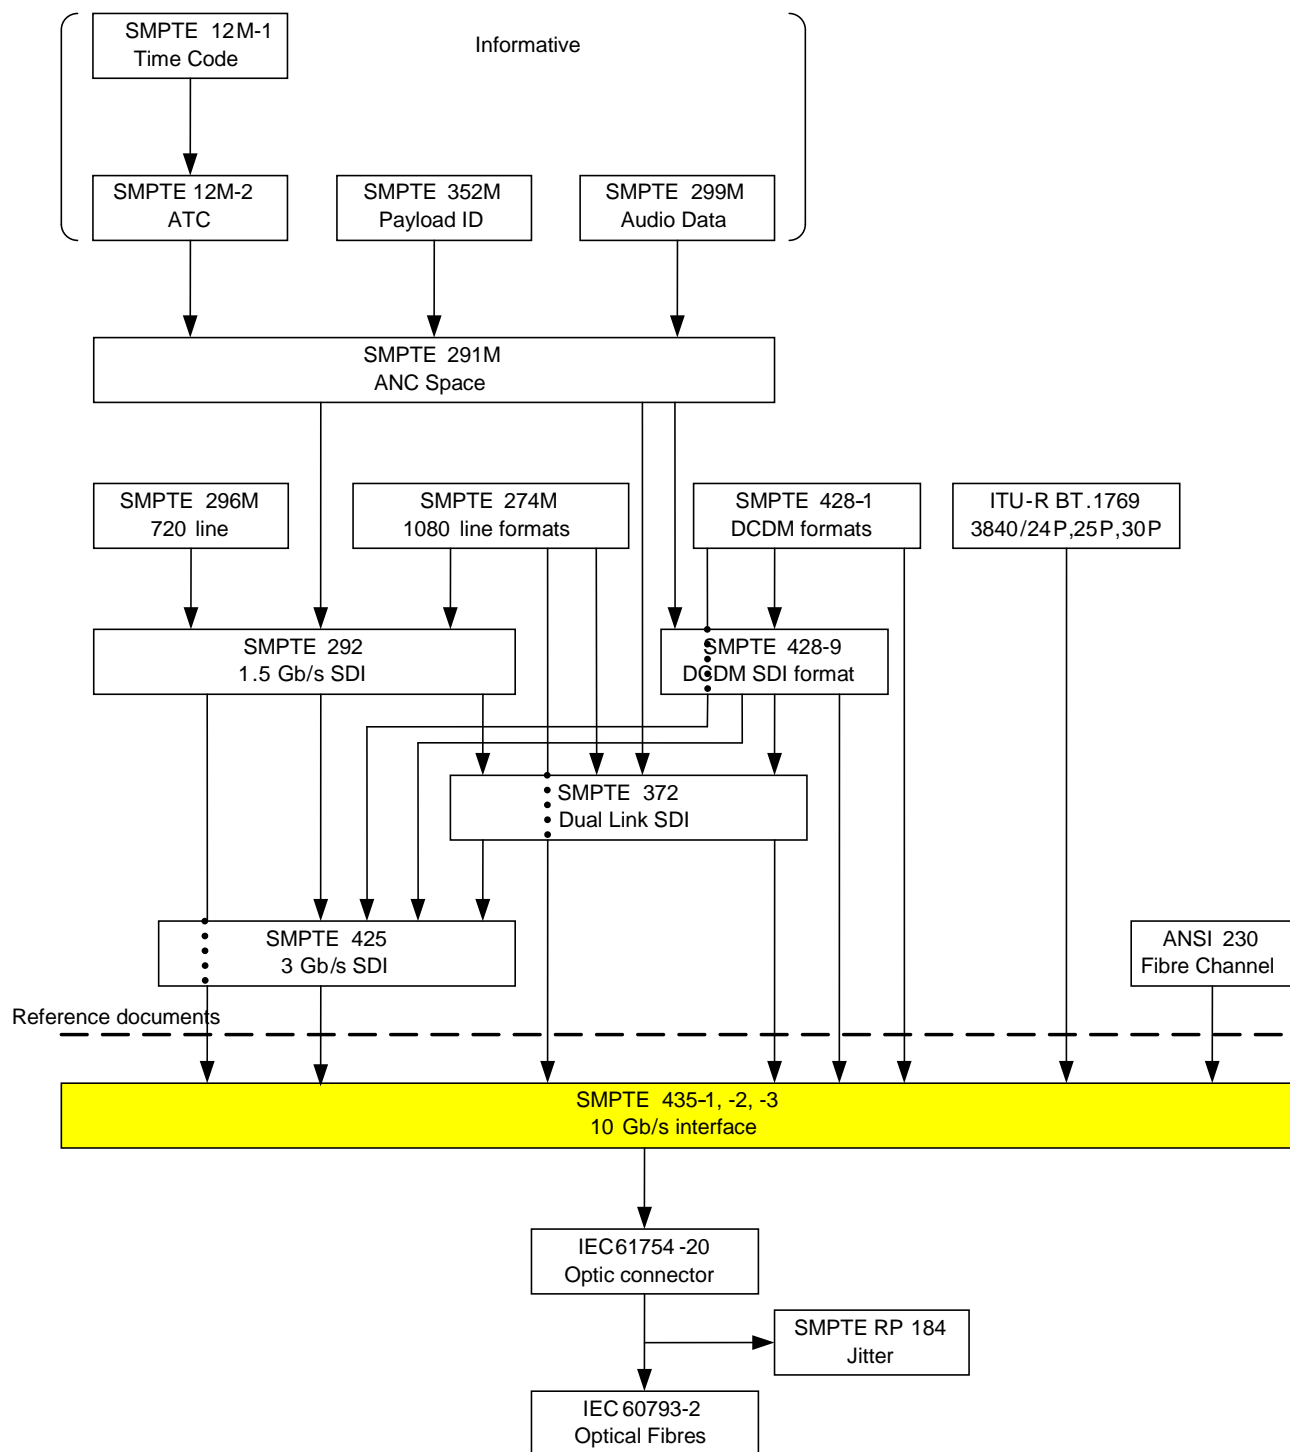 SMPTE 12M-1
Time Code
Informative
SMPTE 12M-2
ATC
SMPTE 352M
Payload ID
SMPTE 299M
Audio Data
SMPTE 291M
ANC Space
SMPTE 296M
720 line
SMPTE 274M
1080 line formats
SMPTE 428-1
DCDM formats
ITU-R BT.1769
3840/24P,25P,30P
SMPTE 292
1.5 Gb/s SDI
SMPTE 428-9
DCDM SDI format
SMPTE 372
Dual Link SDI
SMPTE 425
3 Gb/s SDI
ANSI 230
Fibre Channel
Reference documents
SMPTE 435-1, -2, -3
10 Gb/s interface
IEC61754-20
Optic connector
SMPTE RP 184
Jitter
IEC60793-2
Optical Fibres